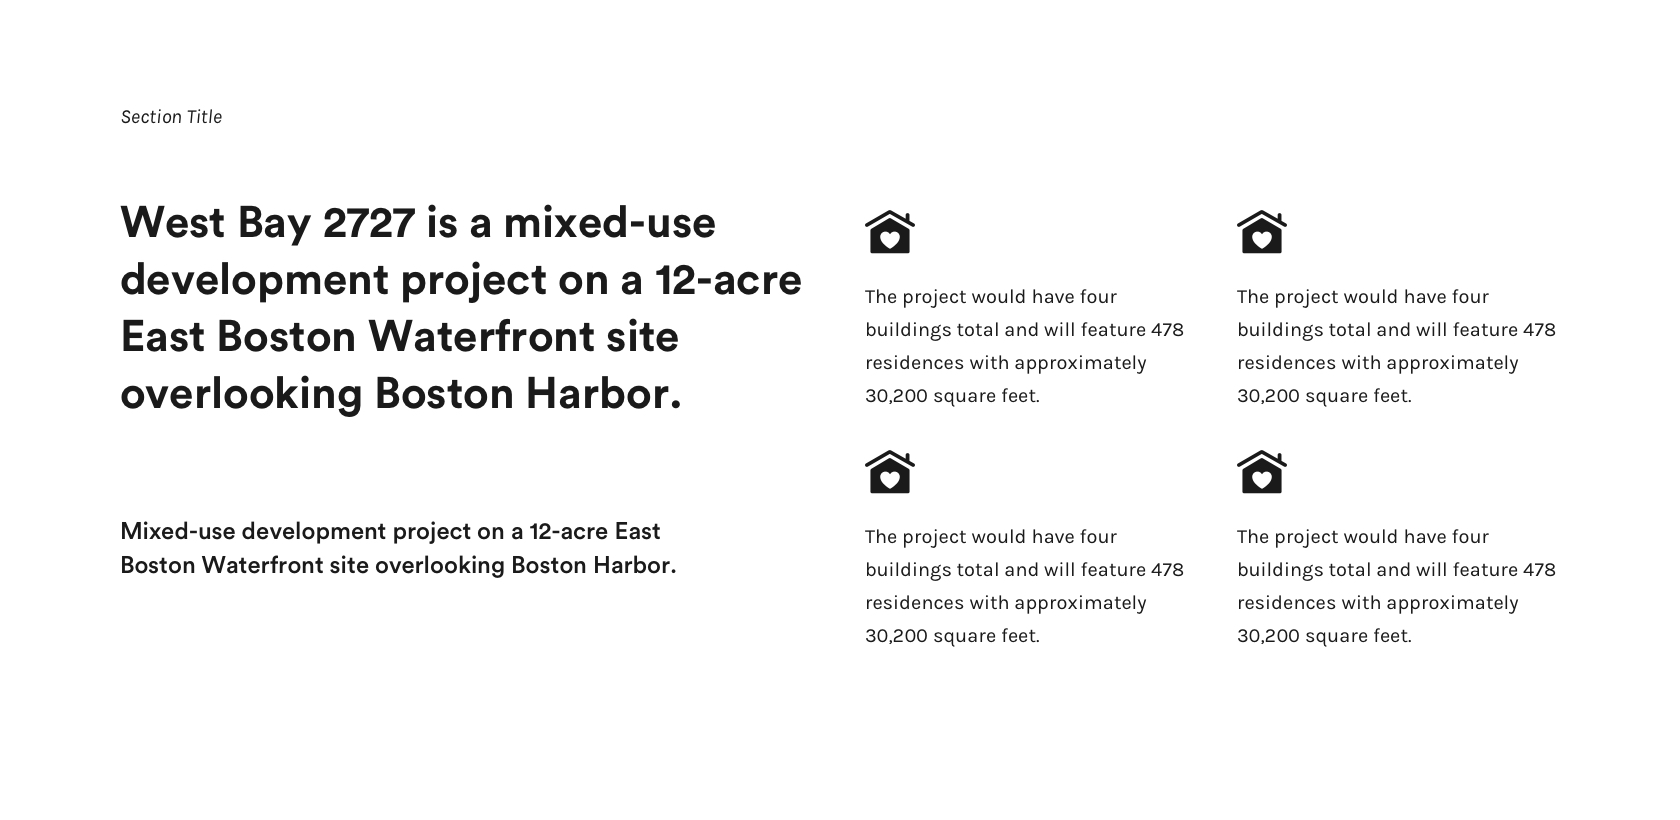 Section Title
West Bay 2727 is a mixed-use
development project on a 12-acre
East Boston Waterfront site
overlooking Boston Harbor.
Mixed-use development project on a 12-acre East
Boston Waterfront site overlooking Boston Harbor.
The project would have four
buildings total and will feature 478
residences with approximately
30,200 square feet.
The project would have four
buildings total and will feature 478
residences with approximately
30,200 square feet.
The project would have four
buildings total and will feature 478
residences with approximately
30,200 square feet.
The project would have four
buildings total and will feature 478
residences with approximately
30,200 square feet.